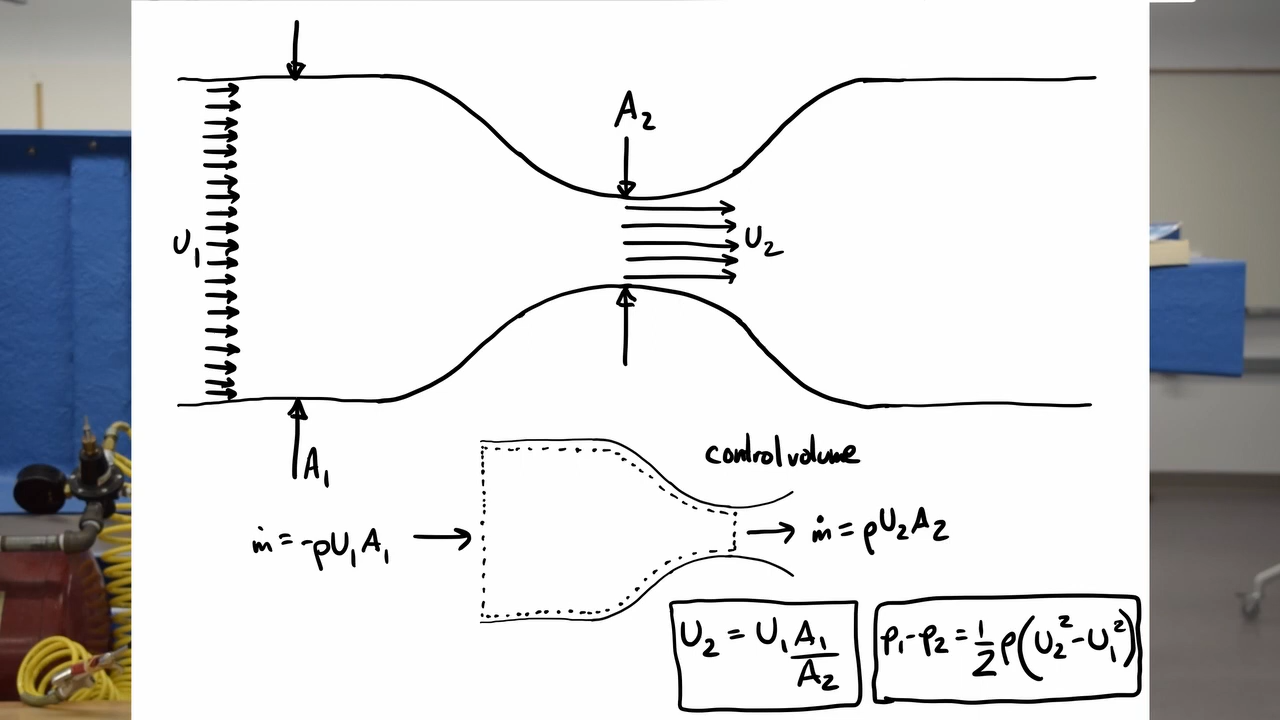 A₂
U₁
U₂
A₁
control volume
ṁ = -ρU₁A₁
ṁ = ρU₂A₂
U₂ = U₁ A₁/A₂
p₁-p₂ = 1/2 ρ(U₂²-U₁²)